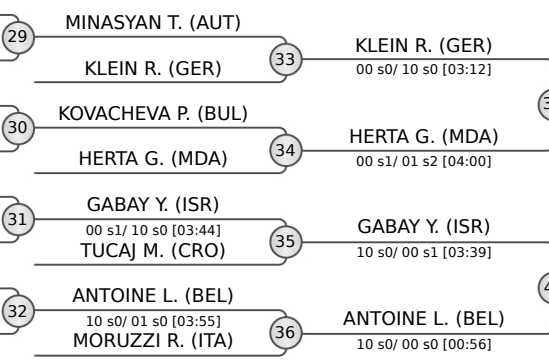 29
MINASYAN T. (AUT)
KLEIN R. (GER)
33
KLEIN R. (GER)
00 s0/ 10 s0 [03:12]
30
KOVACHEVA P. (BUL)
HERTA G. (MDA)
34
HERTA G. (MDA)
00 s1/ 01 s2 [04:00]
31
GABAY Y. (ISR)
00 s1/ 10 s0 [03:44]
TUCAJ M. (CRO)
35
GABAY Y. (ISR)
10 s0/ 00 s1 [03:39]
32
ANTOINE L. (BEL)
10 s0/ 01 s0 [03:55]
MORUZZI R. (ITA)
36
ANTOINE L. (BEL)
10 s0/ 00 s0 [00:56]